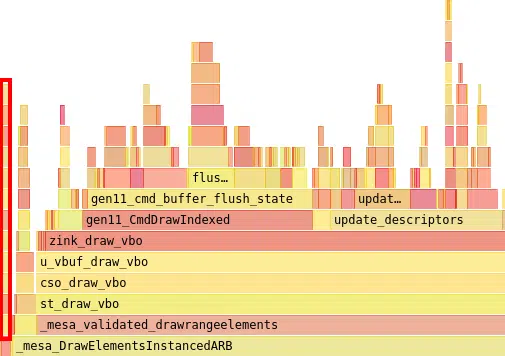 flus…
gen11_cmd_buffer_flush_state
updat…
gen11_CmdDrawIndexed
update_descriptors
zink_draw_vbo
u_vbuf_draw_vbo
cso_draw_vbo
st_draw_vbo
_mesa_validated_drawrangeelements
_mesa_DrawElementsInstancedARB